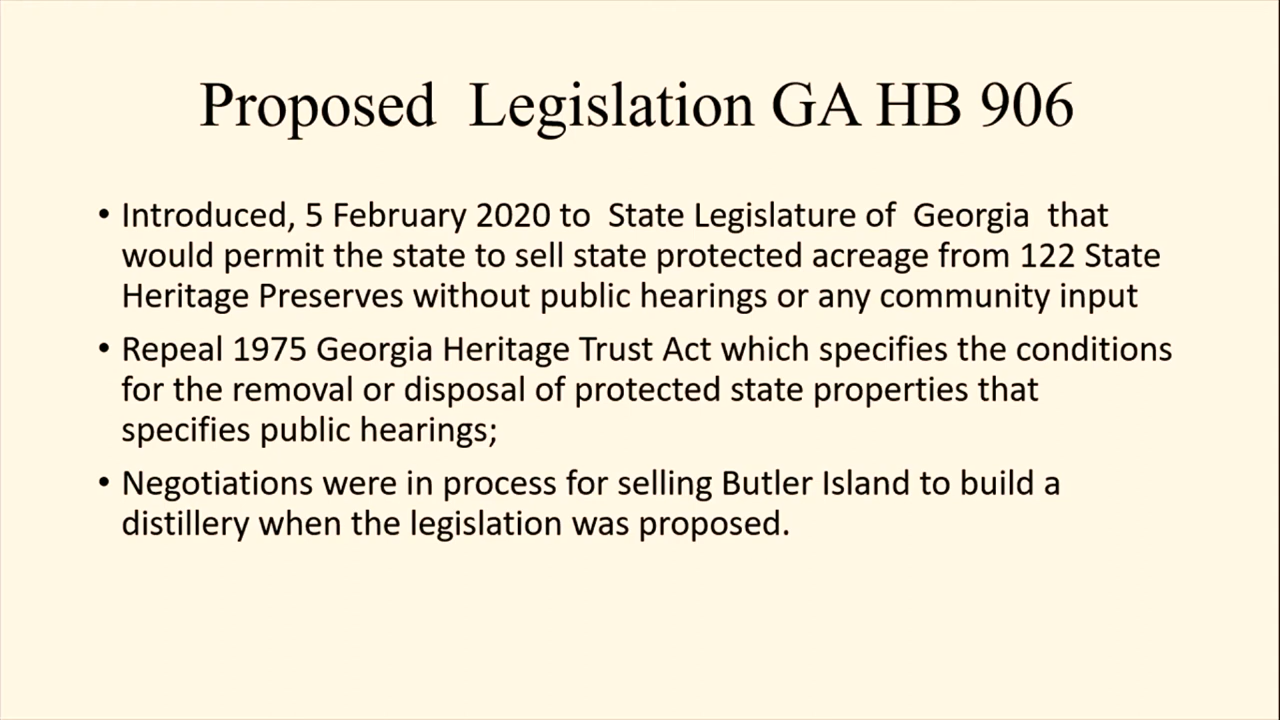 Proposed  Legislation GA HB 906
• Introduced, 5 February 2020 to  State Legislature of  Georgia  that
would permit the state to sell state protected acreage from 122 State
Heritage Preserves without public hearings or any community input
• Repeal 1975 Georgia Heritage Trust Act which specifies the conditions
for the removal or disposal of protected state properties that
specifies public hearings;
• Negotiations were in process for selling Butler Island to build a
distillery when the legislation was proposed.